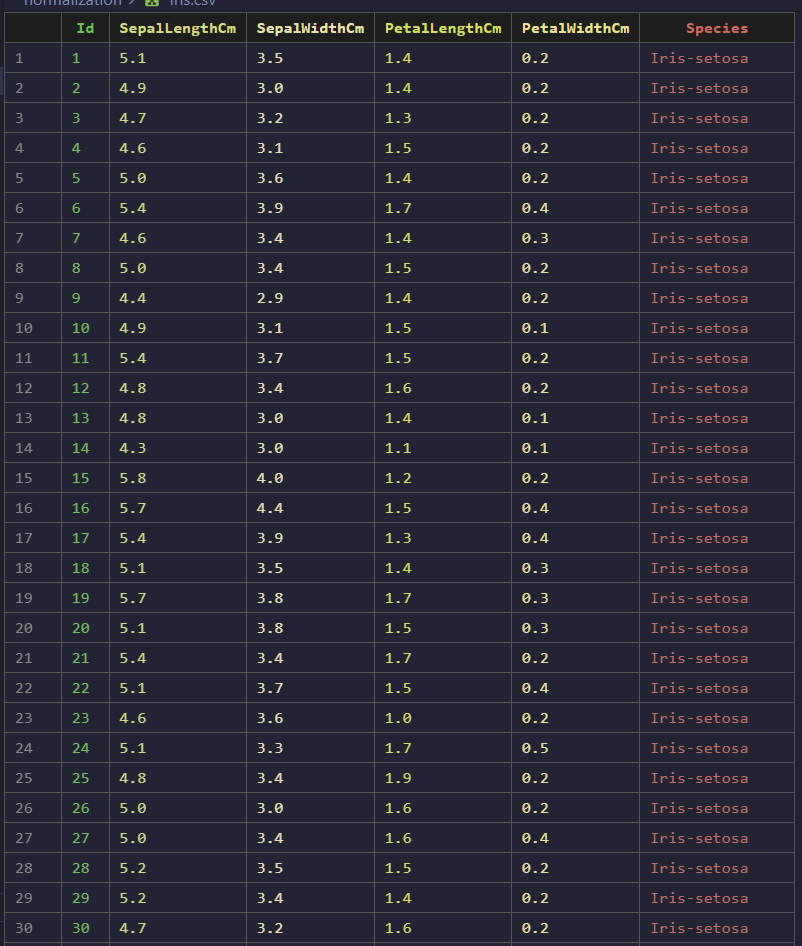 normalization > iris.csv
Id SepalLengthCm SepalWidthCm PetalLengthCm PetalWidthCm Species
1 1 5.1 3.5 1.4 0.2 Iris-setosa
2 2 4.9 3.0 1.4 0.2 Iris-setosa
3 3 4.7 3.2 1.3 0.2 Iris-setosa
4 4 4.6 3.1 1.5 0.2 Iris-setosa
5 5 5.0 3.6 1.4 0.2 Iris-setosa
6 6 5.4 3.9 1.7 0.4 Iris-setosa
7 7 4.6 3.4 1.4 0.3 Iris-setosa
8 8 5.0 3.4 1.5 0.2 Iris-setosa
9 9 4.4 2.9 1.4 0.2 Iris-setosa
10 10 4.9 3.1 1.5 0.1 Iris-setosa
11 11 5.4 3.7 1.5 0.2 Iris-setosa
12 12 4.8 3.4 1.6 0.2 Iris-setosa
13 13 4.8 3.0 1.4 0.1 Iris-setosa
14 14 4.3 3.0 1.1 0.1 Iris-setosa
15 15 5.8 4.0 1.2 0.2 Iris-setosa
16 16 5.7 4.4 1.5 0.4 Iris-setosa
17 17 5.4 3.9 1.3 0.4 Iris-setosa
18 18 5.1 3.5 1.4 0.3 Iris-setosa
19 19 5.7 3.8 1.7 0.3 Iris-setosa
20 20 5.1 3.8 1.5 0.3 Iris-setosa
21 21 5.4 3.4 1.7 0.2 Iris-setosa
22 22 5.1 3.7 1.5 0.4 Iris-setosa
23 23 4.6 3.6 1.0 0.2 Iris-setosa
24 24 5.1 3.3 1.7 0.5 Iris-setosa
25 25 4.8 3.4 1.9 0.2 Iris-setosa
26 26 5.0 3.0 1.6 0.2 Iris-setosa
27 27 5.0 3.4 1.6 0.4 Iris-setosa
28 28 5.2 3.5 1.5 0.2 Iris-setosa
29 29 5.2 3.4 1.4 0.2 Iris-setosa
30 30 4.7 3.2 1.6 0.2 Iris-setosa